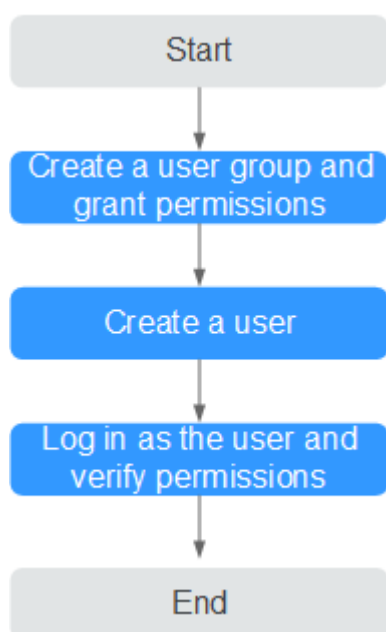 Start
Create a user group and
grant permissions
Create a user
Log in as the user and
verify permissions
End